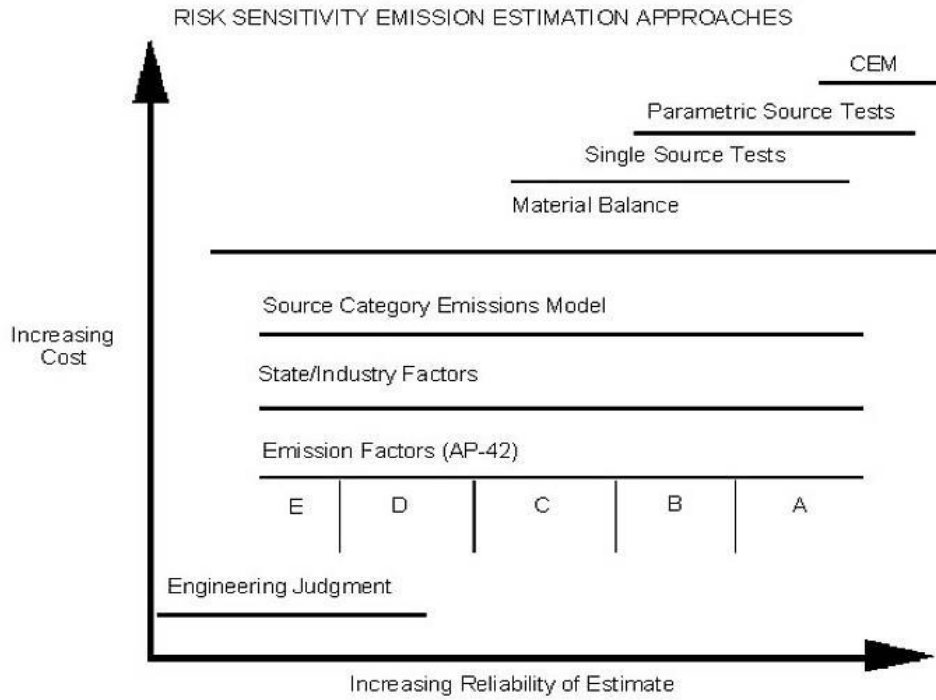 RISK SENSITIVITY EMISSION ESTIMATION APPROACHES
CEM
Parametric Source Tests
Single Source Tests
Material Balance
Source Category Emissions Model
Increasing
Cost
State/Industry Factors
Emission Factors (AP-42)
E D C B A
Engineering Judgment
Increasing Reliability of Estimate